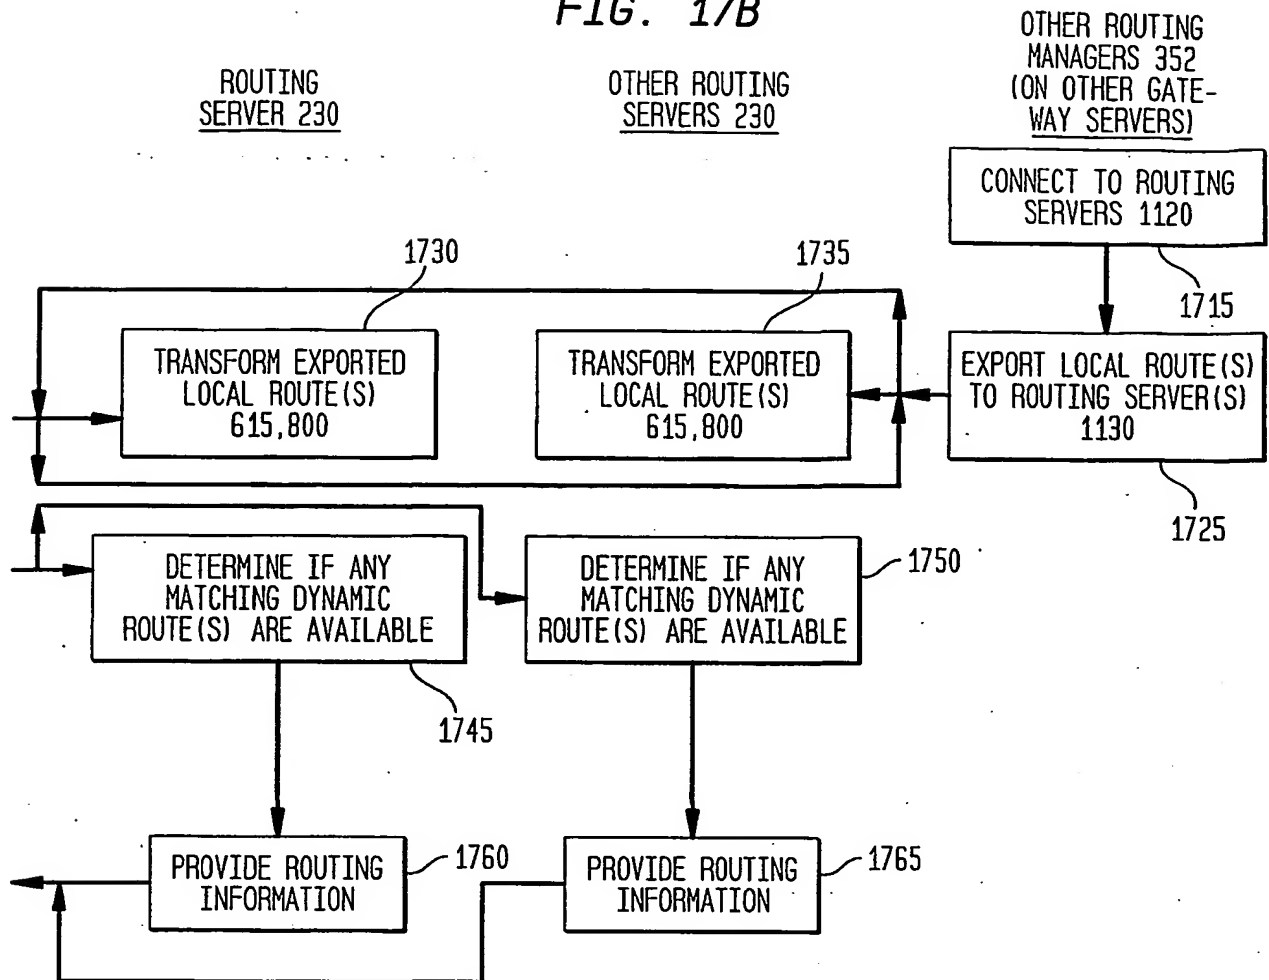 FIG. 17B
ROUTING
SERVER 230
OTHER ROUTING
SERVERS 230
OTHER ROUTING
MANAGERS 352
(ON OTHER GATE-
WAY SERVERS)
CONNECT TO ROUTING
SERVERS 1120
1715
1730
1735
TRANSFORM EXPORTED
LOCAL ROUTE(S)
615,800
TRANSFORM EXPORTED
LOCAL ROUTE(S)
615,800
EXPORT LOCAL ROUTE(S)
TO ROUTING SERVER(S)
1130
1725
DETERMINE IF ANY
MATCHING DYNAMIC
ROUTE(S) ARE AVAILABLE
1745
DETERMINE IF ANY
MATCHING DYNAMIC
ROUTE(S) ARE AVAILABLE
1750
PROVIDE ROUTING
INFORMATION
1760
PROVIDE ROUTING
INFORMATION
1765